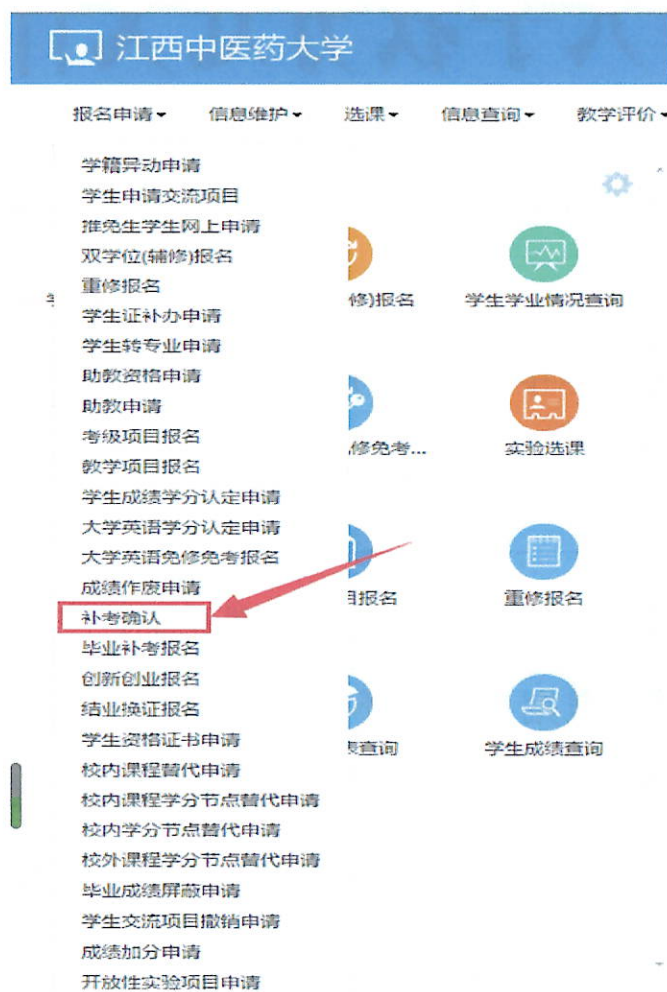 江西中医药大学
报名申请 信息维护 选课 信息查询 教学评价
学籍异动申请
学生申请交流项目
推免生学生网上申请
双学位(辅修)报名
重修报名
修)报名
学生学业情况查询
学生证补办申请
学生转专业申请
助教资格申请
助教申请
考级项目报名
修免考...
实验选课
教学项目报名
学生成绩学分认定申请
大学英语学分认定申请
大学英语免修免考报名
成绩作废申请
目报名
重修报名
补考确认
毕业补考报名
创新创业报名
结业换证报名
学生资格证书申请
查询
学生成绩查询
校内课程替代申请
校内课程学分节点替代申请
校内学分节点替代申请
校外课程学分节点替代申请
毕业成绩屏蔽申请
学生交流项目撤销申请
成绩加分申请
开放性实验项目申请